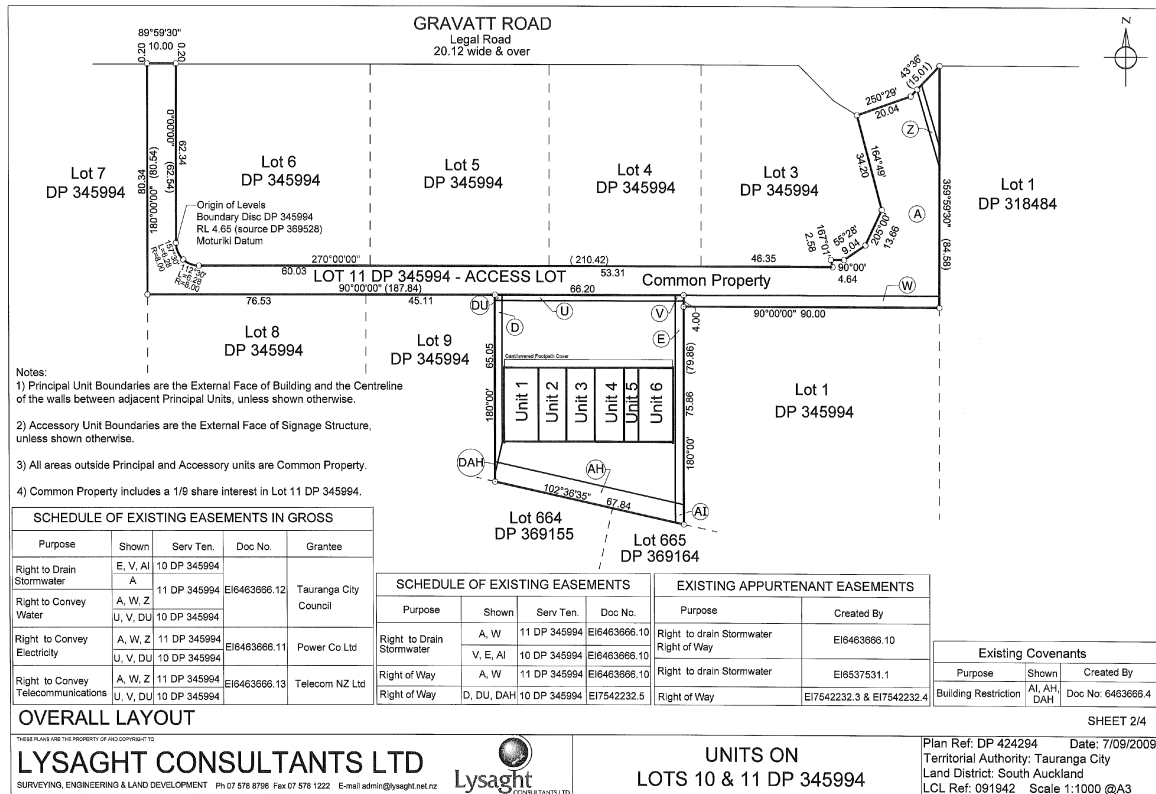 GRAVATT ROAD
Legal Road
20.12 wide & over
89°59'30"
10.00
0.20
0.20
N
43°36'
(15.01)
250°29'
20.04
Z
0°00'00" (62.54)
62.34
180°00'00" (80.54)
80.34
Lot 7
DP 345994
Lot 6
DP 345994
Lot 5
DP 345994
Lot 4
DP 345994
Lot 3
DP 345994
164°49'
34.20
A
Lot 1
DP 318484
359°59'30" (84.58)
Origin of Levels
Boundary Disc DP 345994
RL 4.65 (source DP 369528)
Moturiki Datum
157°30'
L=6.28
R=8.00
112°30'
L=6.28
R=8.00
167°01'
2.58
55°28'
9.04
205°00'
13.66
270°00'00"
(210.42)
60.03
53.31
46.35
90°00'
4.64
LOT 11 DP 345994 - ACCESS LOT
Common Property
90°00'00" (187.84)
76.53
45.11
66.20
W
DU
D
U
V
E
4.00
90°00'00" 90.00
Lot 8
DP 345994
Lot 9
DP 345994
65.05
180°00'
Cantilevered Footpath Cover
Unit 1
Unit 2
Unit 3
Unit 4
Unit 5
Unit 6
(79.86)
75.86
180°00'
Lot 1
DP 345994
DAH
AH
AI
102°36'35"
67.84
Lot 664
DP 369155
Lot 665
DP 369164
Notes:
1) Principal Unit Boundaries are the External Face of Building and the Centreline
of the walls between adjacent Principal Units, unless shown otherwise.
2) Accessory Unit Boundaries are the External Face of Signage Structure,
unless shown otherwise.
3) All areas outside Principal and Accessory units are Common Property.
4) Common Property includes a 1/9 share interest in Lot 11 DP 345994.
SCHEDULE OF EXISTING EASEMENTS IN GROSS
Purpose Shown Serv Ten. Doc No. Grantee
Right to Drain
Stormwater
E, V, AI 10 DP 345994
A
11 DP 345994 EI6463666.12 Tauranga City
Council
Right to Convey
Water
A, W, Z
U, V, DU 10 DP 345994
Right to Convey
Electricity
A, W, Z 11 DP 345994
U, V, DU 10 DP 345994
EI6463666.11 Power Co Ltd
Right to Convey
Telecommunications
A, W, Z 11 DP 345994
U, V, DU 10 DP 345994
EI6463666.13 Telecom NZ Ltd
SCHEDULE OF EXISTING EASEMENTS
Purpose Shown Serv Ten. Doc No.
Right to Drain
Stormwater
A, W 11 DP 345994 EI6463666.10
V, E, AI 10 DP 345994 EI6463666.10
Right of Way A, W 11 DP 345994 EI6463666.10
Right of Way D, DU, DAH 10 DP 345994 EI7542232.5
EXISTING APPURTENANT EASEMENTS
Purpose Created By
Right to drain Stormwater
Right of Way
EI6463666.10
Right to drain Stormwater EI6537531.1
Right of Way EI7542232.3 & EI7542232.4
Existing Covenants
Purpose Shown Created By
Building Restriction AI, AH,
DAH
Doc No: 6463666.4
OVERALL LAYOUT
SHEET 2/4
THESE PLANS ARE THE PROPERTY OF AND COPYRIGHT TO
LYSAGHT CONSULTANTS LTD
SURVEYING, ENGINEERING & LAND DEVELOPMENT Ph 07 578 8798 Fax 07 578 1222 E-mail admin@lysaght.net.nz
Lysaght
CONSULTANTS LTD
UNITS ON
LOTS 10 & 11 DP 345994
Plan Ref: DP 424294 Date: 7/09/2009
Territorial Authority: Tauranga City
Land District: South Auckland
LCL Ref: 091942 Scale 1:1000 @A3